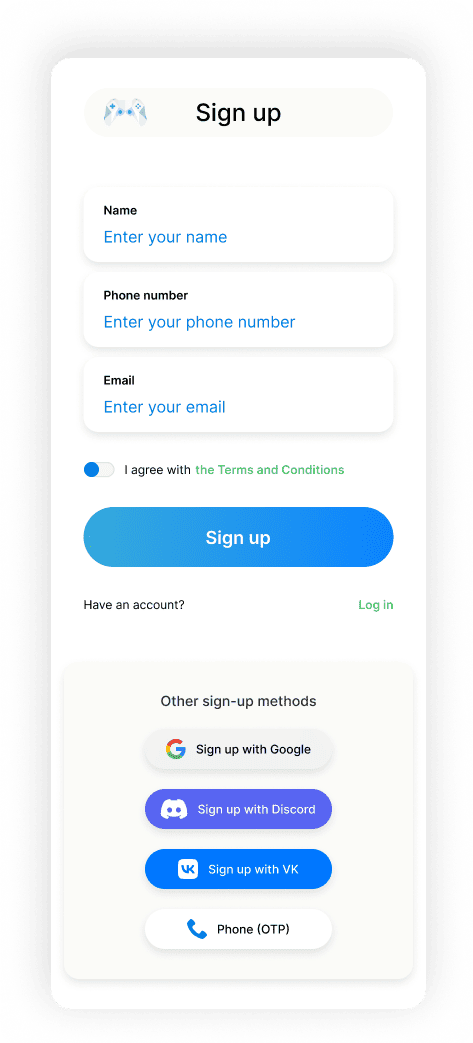 Sign up
Name
Enter your name
Phone number
Enter your phone number
Email
Enter your email
I agree with the Terms and Conditions
Sign up
Have an account? Log in
Other sign-up methods
Sign up with Google
Sign up with Discord
VK Sign up with VK
Phone (OTP)